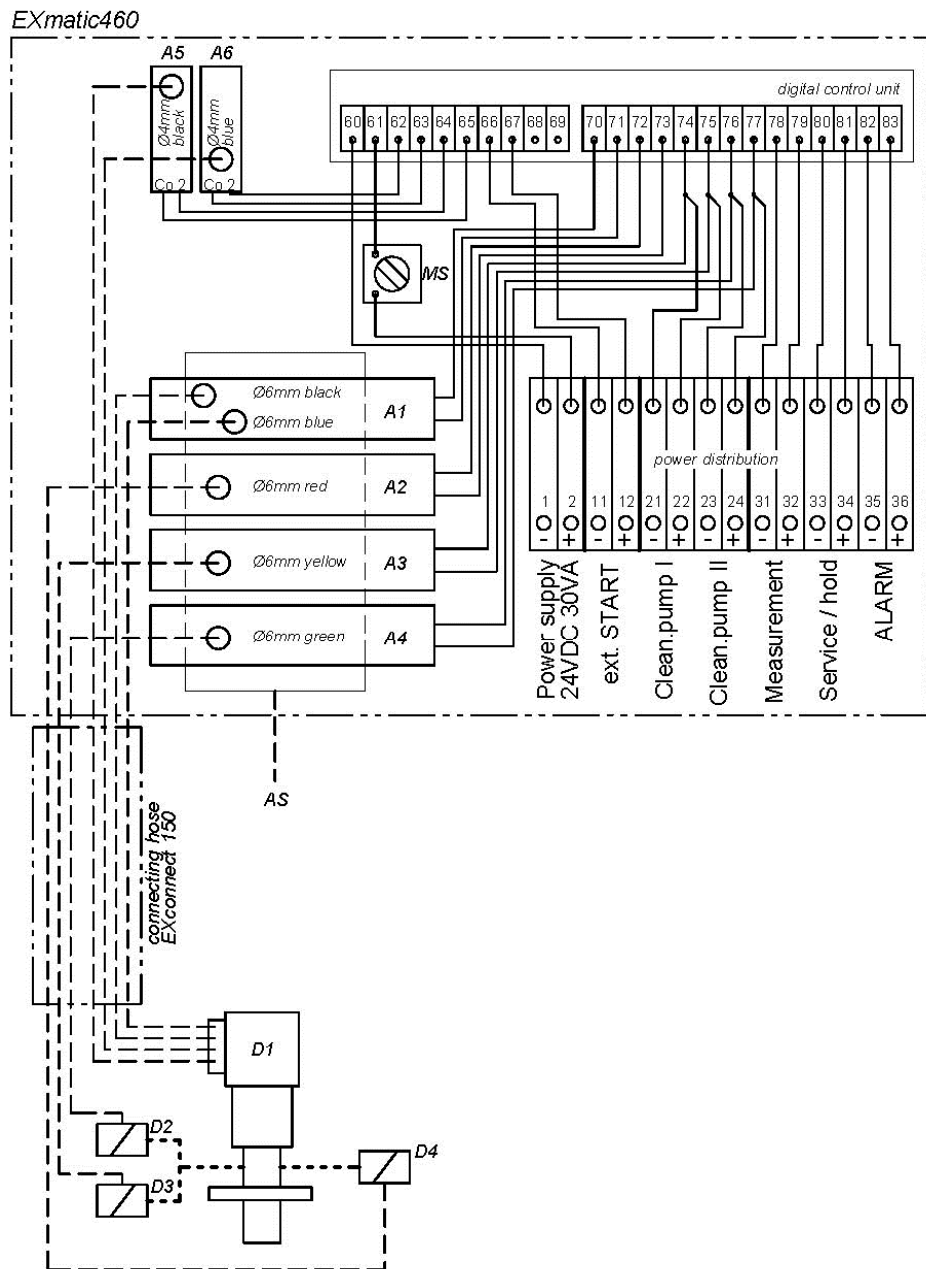 EXmatic460
A5 A6
digital control unit
Ø4mm
black
Ø4mm
blue
60 61 62 63 64 65 66 67 68 69 70 71 72 73 74 75 76 77 78 79 80 81 82 83
Co 2 Co 2
MS
Ø6mm black
Ø6mm blue
A1
Ø6mm red A2
Ø6mm yellow A3
Ø6mm green A4
power distribution
1 2 11 12 21 22 23 24 31 32 33 34 35 36
- + - + - + - + - + - + - +
Power supply
24VDC 30VA
ext. START
Clean.pump I
Clean.pump II
Measurement
Service / hold
ALARM
AS
connecting hose
EXconnect 150
D1
D2
D3
D4